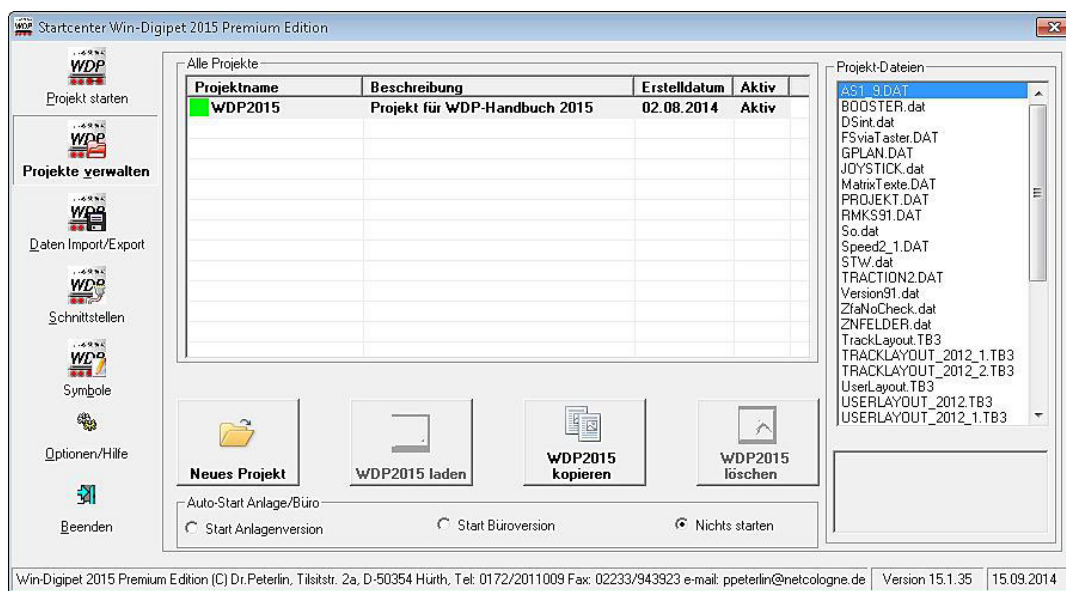 Startcenter Win-Digipet 2015 Premium Edition
WDP
Projekt starten
WDP
Projekte verwalten
WDP
Daten Import/Export
WDP
Schnittstellen
WDP
Symbole
Optionen/Hilfe
Beenden
Alle Projekte
Projektname Beschreibung Erstelldatum Aktiv
WDP2015 Projekt für WDP-Handbuch 2015 02.08.2014 Aktiv
Neues Projekt
WDP2015 laden
WDP2015
kopieren
WDP2015
löschen
Auto-Start Anlage/Büro
Start Anlagenversion
Start Büroversion
Nichts starten
Projekt-Dateien
AS1_9.DAT
BOOSTER.dat
DSint.dat
FSviaTaster.DAT
GPLAN.DAT
JOYSTICK.dat
MatrixTexte.DAT
PROJEKT.DAT
RMKS91.DAT
So.dat
Speed2_1.DAT
STW.dat
TRACTION2.DAT
Version91.dat
ZfaNoCheck.dat
ZNFELDER.dat
TrackLayout.TB3
TRACKLAYOUT_2012_1.TB3
TRACKLAYOUT_2012_2.TB3
UserLayout.TB3
USERLAYOUT_2012.TB3
USERLAYOUT_2012_1.TB3
Win-Digipet 2015 Premium Edition (C) Dr.Peterlin, Tilsitstr. 2a, D-50354 Hürth, Tel: 0172/2011009 Fax: 02233/943923 e-mail: ppeterlin@netcologne.de
Version 15.1.35
15.09.2014